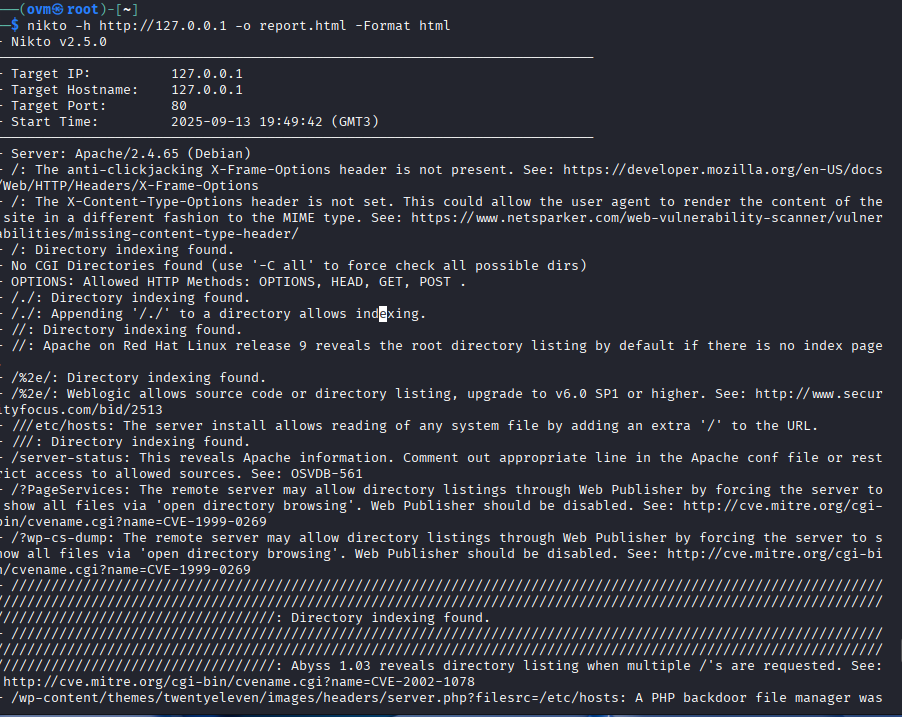 ──(ovm㉿root)-[~]
─$ nikto -h http://127.0.0.1 -o report.html -Format html
- Nikto v2.5.0
---------------------------------------------------------------------------
- Target IP:          127.0.0.1
- Target Hostname:    127.0.0.1
- Target Port:        80
- Start Time:         2025-09-13 19:49:42 (GMT3)
---------------------------------------------------------------------------
- Server: Apache/2.4.65 (Debian)
- /: The anti-clickjacking X-Frame-Options header is not present. See: https://developer.mozilla.org/en-US/docs
/Web/HTTP/Headers/X-Frame-Options
- /: The X-Content-Type-Options header is not set. This could allow the user agent to render the content of the
site in a different fashion to the MIME type. See: https://www.netsparker.com/web-vulnerability-scanner/vulner
abilities/missing-content-type-header/
- /: Directory indexing found.
- No CGI Directories found (use '-C all' to force check all possible dirs)
- OPTIONS: Allowed HTTP Methods: OPTIONS, HEAD, GET, POST .
- /./: Directory indexing found.
- /./: Appending '/./' to a directory allows indexing.
- //: Directory indexing found.
- //: Apache on Red Hat Linux release 9 reveals the root directory listing by default if there is no index page
.
- /%2e/: Directory indexing found.
- /%2e/: Weblogic allows source code or directory listing, upgrade to v6.0 SP1 or higher. See: http://www.secur
ityfocus.com/bid/2513
- ///etc/hosts: The server install allows reading of any system file by adding an extra '/' to the URL.
- ///: Directory indexing found.
- /server-status: This reveals Apache information. Comment out appropriate line in the Apache conf file or rest
rict access to allowed sources. See: OSVDB-561
- /?PageServices: The remote server may allow directory listings through Web Publisher by forcing the server to
show all files via 'open directory browsing'. Web Publisher should be disabled. See: http://cve.mitre.org/cgi-
bin/cvename.cgi?name=CVE-1999-0269
- /?wp-cs-dump: The remote server may allow directory listings through Web Publisher by forcing the server to s
how all files via 'open directory browsing'. Web Publisher should be disabled. See: http://cve.mitre.org/cgi-bi
n/cvename.cgi?name=CVE-1999-0269
- /////////////////////////////////////////////////////////////////////////////////////////////////////////////
///////////////////////////////////////////////////////////////////////////////////////////////////////////////
///////////////////////////////////: Directory indexing found.
- /////////////////////////////////////////////////////////////////////////////////////////////////////////////
///////////////////////////////////////////////////////////////////////////////////////////////////////////////
///////////////////////////////////: Abyss 1.03 reveals directory listing when multiple /'s are requested. See:
http://cve.mitre.org/cgi-bin/cvename.cgi?name=CVE-2002-1078
- /wp-content/themes/twentyeleven/images/headers/server.php?filesrc=/etc/hosts: A PHP backdoor file manager was